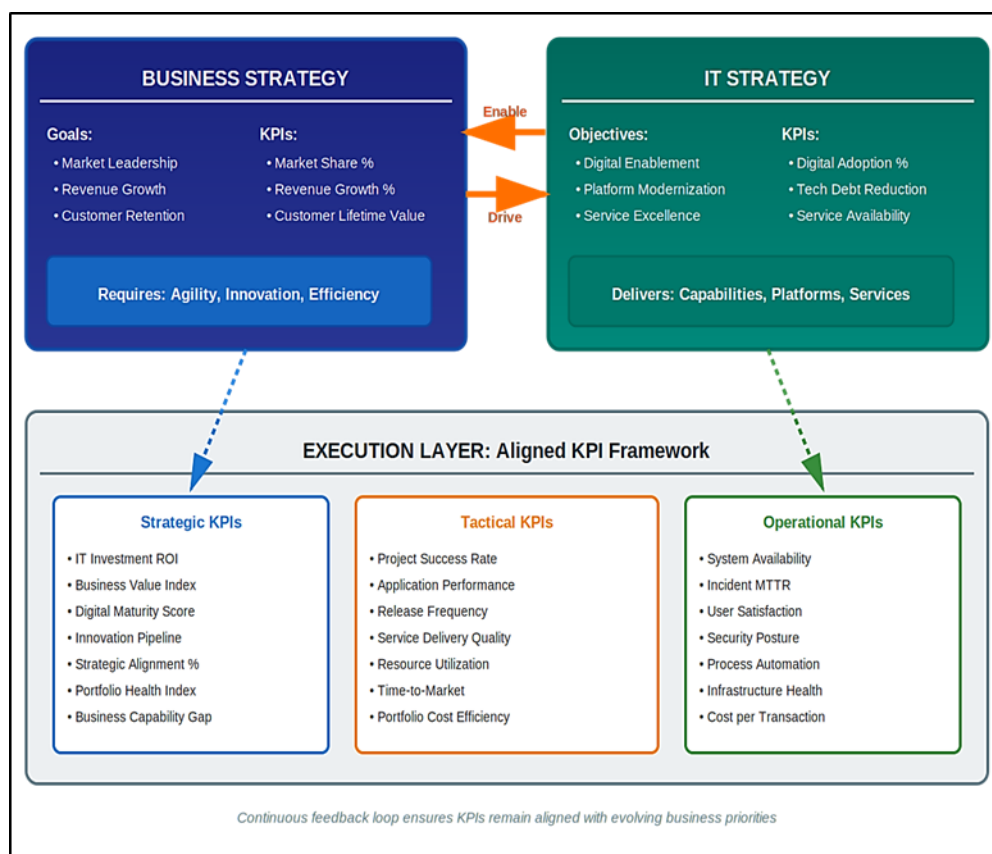 BUSINESS STRATEGY
Goals:
• Market Leadership
• Revenue Growth
• Customer Retention
KPIs:
• Market Share %
• Revenue Growth %
• Customer Lifetime Value
Requires: Agility, Innovation, Efficiency
Enable
Drive
IT STRATEGY
Objectives:
• Digital Enablement
• Platform Modernization
• Service Excellence
KPIs:
• Digital Adoption %
• Tech Debt Reduction
• Service Availability
Delivers: Capabilities, Platforms, Services
EXECUTION LAYER: Aligned KPI Framework
Strategic KPIs
• IT Investment ROI
• Business Value Index
• Digital Maturity Score
• Innovation Pipeline
• Strategic Alignment %
• Portfolio Health Index
• Business Capability Gap
Tactical KPIs
• Project Success Rate
• Application Performance
• Release Frequency
• Service Delivery Quality
• Resource Utilization
• Time-to-Market
• Portfolio Cost Efficiency
Operational KPIs
• System Availability
• Incident MTTR
• User Satisfaction
• Security Posture
• Process Automation
• Infrastructure Health
• Cost per Transaction
Continuous feedback loop ensures KPIs remain aligned with evolving business priorities